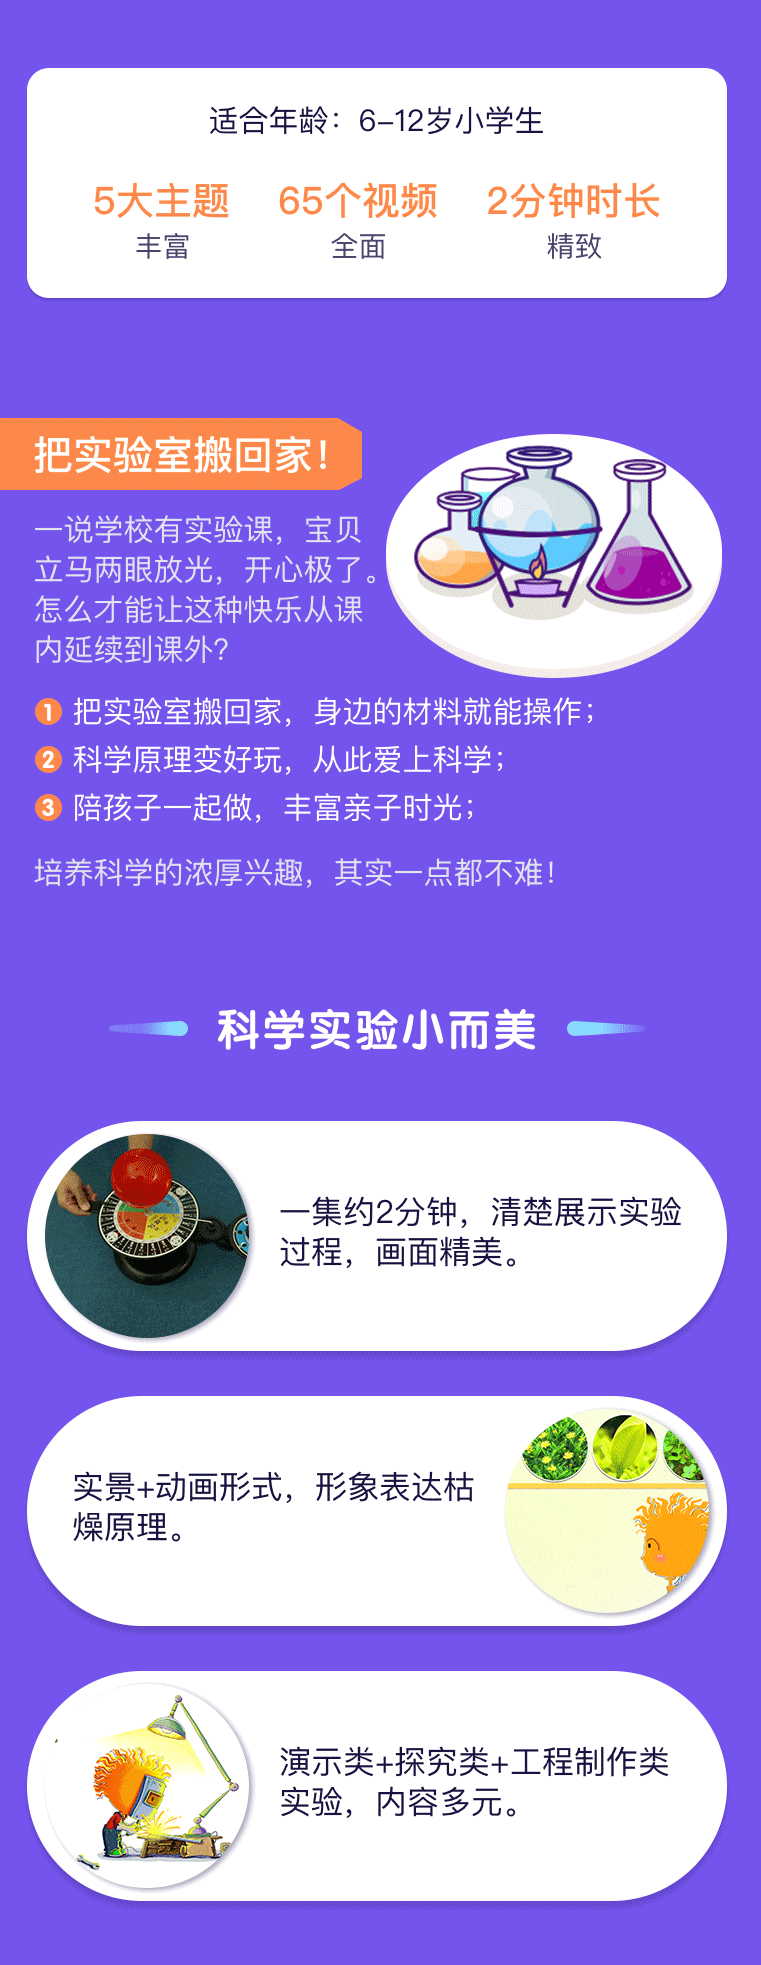 适合年龄：6-12岁小学生
5大主题 65个视频 2分钟时长
丰富 全面 精致
把实验室搬回家！
一说学校有实验课，宝贝
立马两眼放光，开心极了。
怎么才能让这种快乐从课
内延续到课外？
1 把实验室搬回家，身边的材料就能操作；
2 科学原理变好玩，从此爱上科学；
3 陪孩子一起做，丰富亲子时光；
培养科学的浓厚兴趣，其实一点都不难！
科学实验小而美
一集约2分钟，清楚展示实验
过程，画面精美。
实景+动画形式，形象表达枯
燥原理。
演示类+探究类+工程制作类
实验，内容多元。